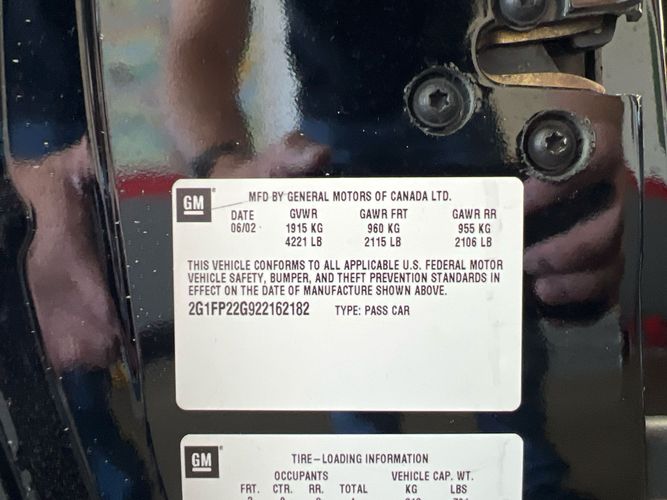 GM MFD BY GENERAL MOTORS OF CANADA LTD.
DATE GVWR GAWR FRT GAWR RR
06/02 1915 KG 960 KG 955 KG
4221 LB 2115 LB 2106 LB
THIS VEHICLE CONFORMS TO ALL APPLICABLE U.S. FEDERAL MOTOR
VEHICLE SAFETY, BUMPER, AND THEFT PREVENTION STANDARDS IN
EFFECT ON THE DATE OF MANUFACTURE SHOWN ABOVE.
2G1FP22G922162182 TYPE: PASS CAR
GM TIRE-LOADING INFORMATION
OCCUPANTS VEHICLE CAP. WT.
FRT. CTR. RR. TOTAL KG LBS